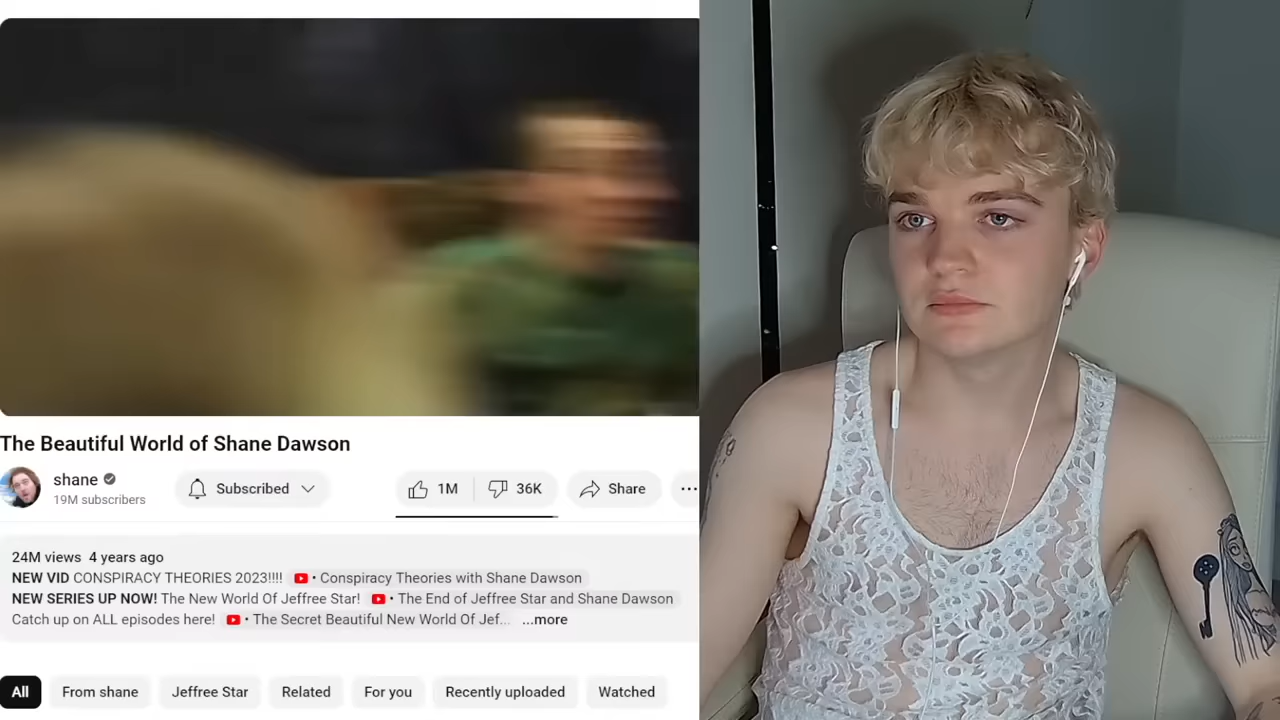 The Beautiful World of Shane Dawson
shane
19M subscribers
Subscribed
1M
36K
Share
24M views 4 years ago
NEW VID CONSPIRACY THEORIES 2023!!!! • Conspiracy Theories with Shane Dawson
NEW SERIES UP NOW! The New World Of Jeffree Star! • The End of Jeffree Star and Shane Dawson
Catch up on ALL episodes here! • The Secret Beautiful New World Of Jef... ...more
All
From shane
Jeffree Star
Related
For you
Recently uploaded
Watched